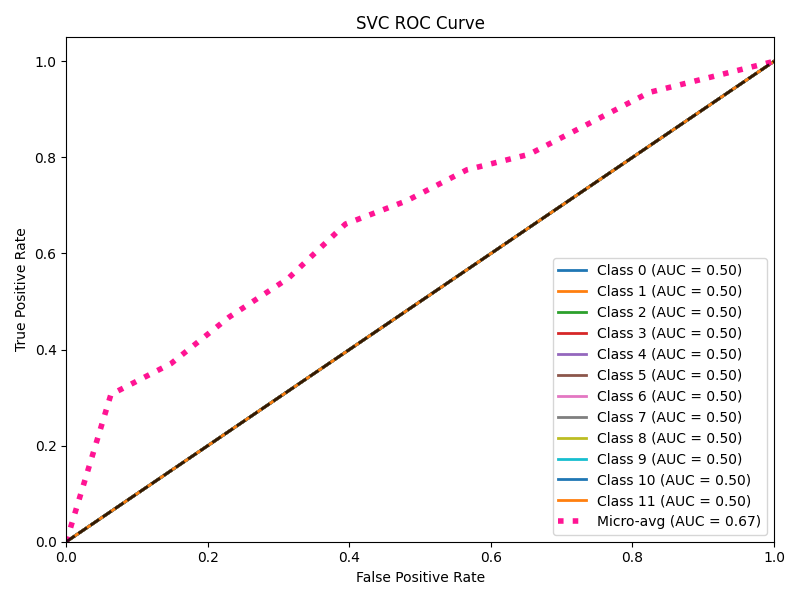 SVC ROC Curve
True Positive Rate
1.0
0.8
0.6
0.4
0.2
0.0
Class 0 (AUC = 0.50)
Class 1 (AUC = 0.50)
Class 2 (AUC = 0.50)
Class 3 (AUC = 0.50)
Class 4 (AUC = 0.50)
Class 5 (AUC = 0.50)
Class 6 (AUC = 0.50)
Class 7 (AUC = 0.50)
Class 8 (AUC = 0.50)
Class 9 (AUC = 0.50)
Class 10 (AUC = 0.50)
Class 11 (AUC = 0.50)
Micro-avg (AUC = 0.67)
0.0 0.2 0.4 0.6 0.8 1.0
False Positive Rate